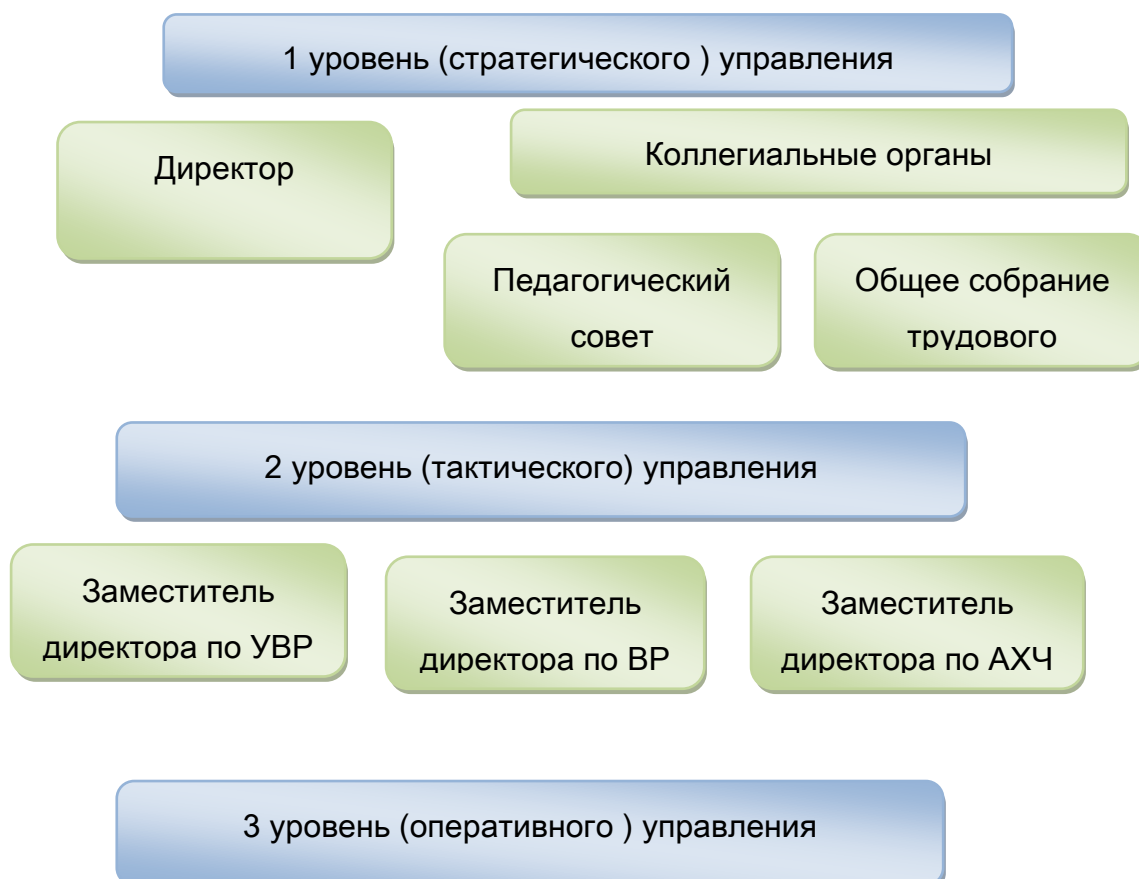 1 уровень (стратегического ) управления
Директор
Коллегиальные органы
Педагогический
совет
Общее собрание
трудового
2 уровень (тактического) управления
Заместитель
директора по УВР
Заместитель
директора по ВР
Заместитель
директора по АХЧ
3 уровень (оперативного ) управления